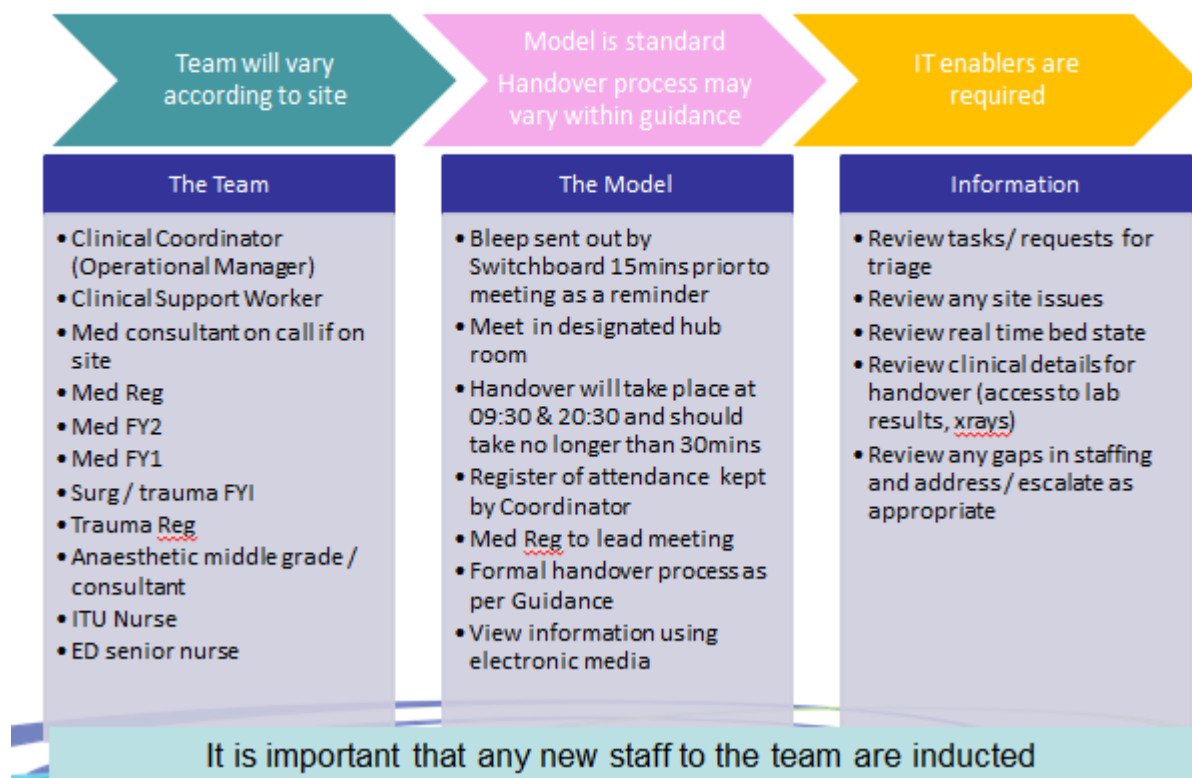 Team will vary
according to site
Model is standard
Handover process may
vary within guidance
IT enablers are
required
The Team
• Clinical Coordinator
(Operational Manager)
• Clinical Support Worker
• Med consultant on call if on
site
• Med Reg
• Med FY2
• Med FY1
• Surg / trauma FYI
• Trauma Reg
• Anaesthetic middle grade /
consultant
• ITU Nurse
• ED senior nurse
The Model
• Bleep sent out by
Switchboard 15mins prior to
meeting as a reminder
• Meet in designated hub
room
• Handover will take place at
09:30 & 20:30 and should
take no longer than 30mins
• Register of attendance kept
by Coordinator
• Med Reg to lead meeting
• Formal handover process as
per Guidance
• View information using
electronic media
Information
• Review tasks/ requests for
triage
• Review any site issues
• Review real time bed state
• Review clinical details for
handover (access to lab
results, xrays)
• Review any gaps in staffing
and address / escalate as
appropriate
It is important that any new staff to the team are inducted